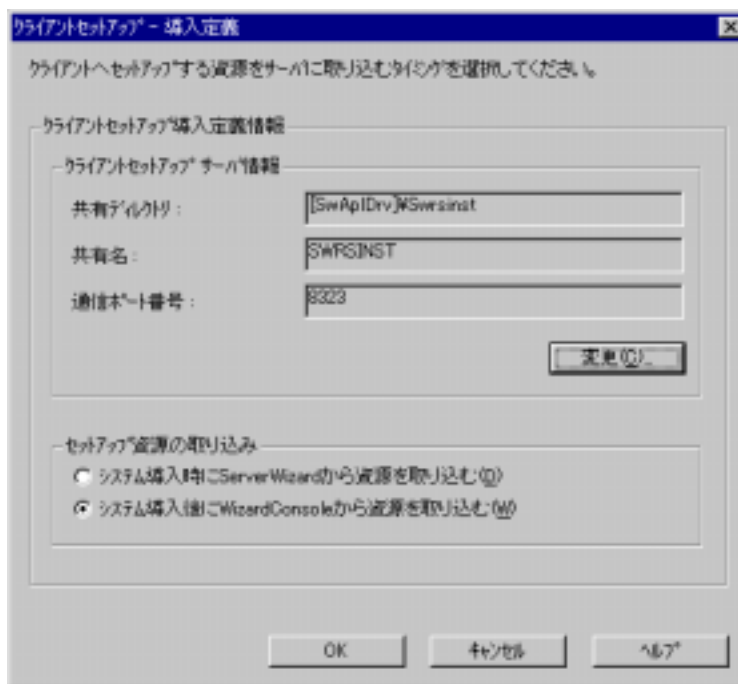 クライアントセットアップ - 導入定義
クライアントへセットアップする資源をサーバに取り込むタイミングを選択してください。
クライアントセットアップ導入定義情報
クライアントセットアップ サーバ情報
共有ディレクトリ :
[SwAplDrv]¥Swrsinst
共有名 :
SWRSINST
通信ポート番号 :
8323
変更(C)...
セットアップ資源の取り込み
システム導入時にServerWizardから資源を取り込む(D)
システム導入後にWizardConsoleから資源を取り込む(W)
OK
キャンセル
ヘルプ